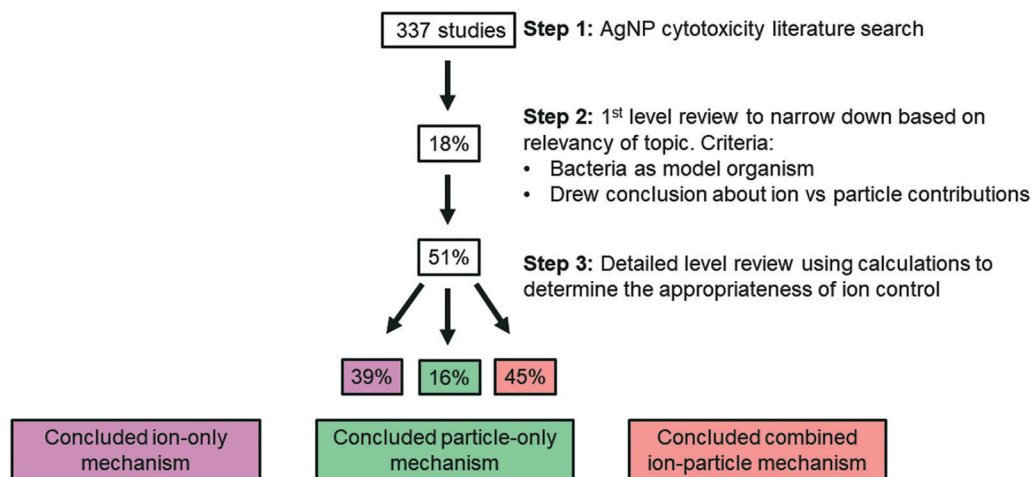 337 studies
Step 1: AgNP cytotoxicity literature search
18%
Step 2: 1st level review to narrow down based on
relevancy of topic. Criteria:
• Bacteria as model organism
• Drew conclusion about ion vs particle contributions
51%
Step 3: Detailed level review using calculations to
determine the appropriateness of ion control
39%
16%
45%
Concluded ion-only
mechanism
Concluded particle-only
mechanism
Concluded combined
ion-particle mechanism